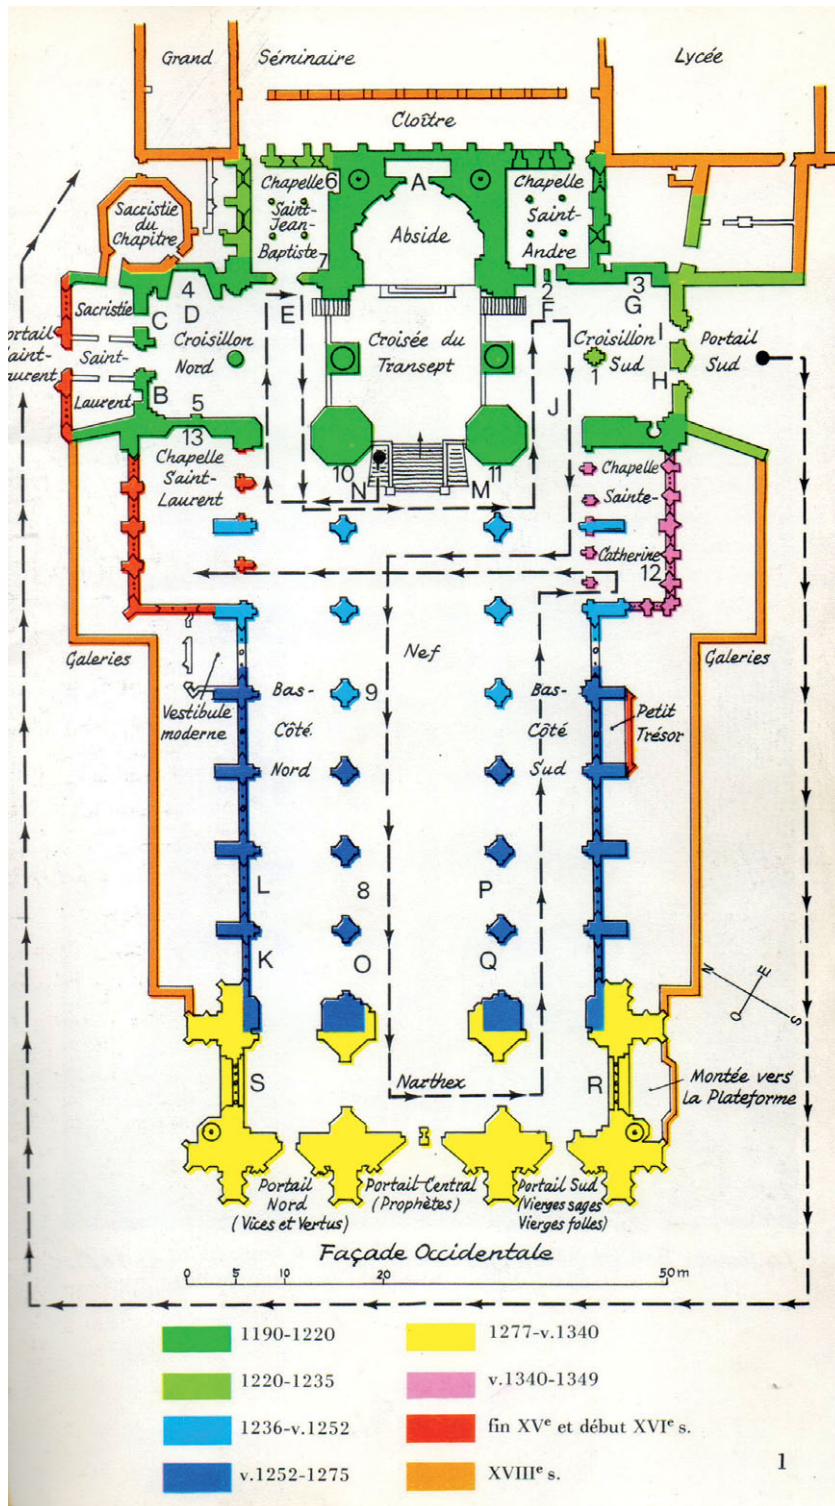 Grand Séminaire Lycée
Cloître
Chapelle 6 A Chapelle
Saint-
Jean-
Baptiste 7
Abside
Saint-
Andre
Sacristie
du
Chapitre
Sacristie
Saint-
Laurent
4
D
C
B
5
13
Croisillon
Nord
E
Croisée du
Transept
2
F
3
G
Croisillon
Sud
1
I
H
J
Portail
Sud
Portail
Saint-
Laurent
Chapelle
Saint-
Laurent
10
N
11
M
Chapelle
Sainte-
Catherine
12
Galeries
Nef
Galeries
Vestibule
moderne
Bas-
Côté
Nord
9
Bas-
Côté
Sud
Petit
Trésor
L
8
P
K
O
Q
N
E
O
S
S
Narthex
R
Montée vers
la Plateforme
Portail
Nord
(Vices et Vertus)
Portail Central
(Prophètes)
Portail Sud
(Vierges sages
Vierges folles)
Façade Occidentale
0 5 10 20 50m
1190-1220
1220-1235
1236-v.1252
v.1252-1275
1277-v.1340
v.1340-1349
fin XVe et début XVIe s.
XVIIIe s.
1